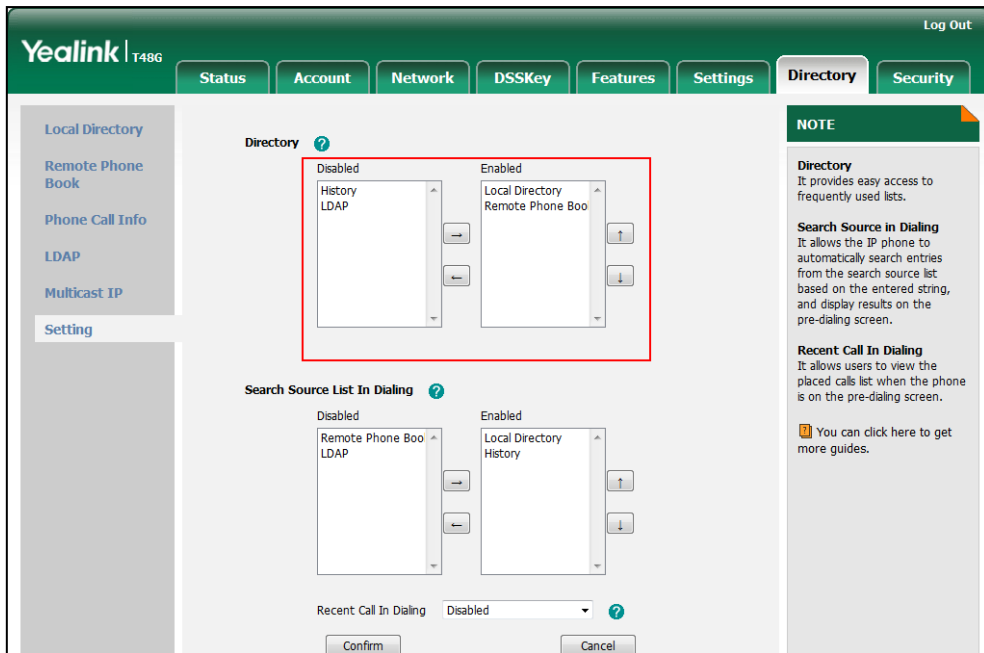 Log Out
Yealink | T48G
Status Account Network DSSKey Features Settings Directory Security
Local Directory
Remote Phone
Book
Phone Call Info
LDAP
Multicast IP
Setting
Directory ?
Disabled Enabled
History
LDAP
Local Directory
Remote Phone Boo
→
←
↑
↓
Search Source List In Dialing ?
Disabled Enabled
Remote Phone Boo
LDAP
Local Directory
History
→
←
↑
↓
Recent Call In Dialing Disabled ?
Confirm Cancel
NOTE
Directory
It provides easy access to
frequently used lists.
Search Source in Dialing
It allows the IP phone to
automatically search entries
from the search source list
based on the entered string,
and display results on the
pre-dialing screen.
Recent Call In Dialing
It allows users to view the
placed calls list when the phone
is on the pre-dialing screen.
? You can click here to get
more guides.